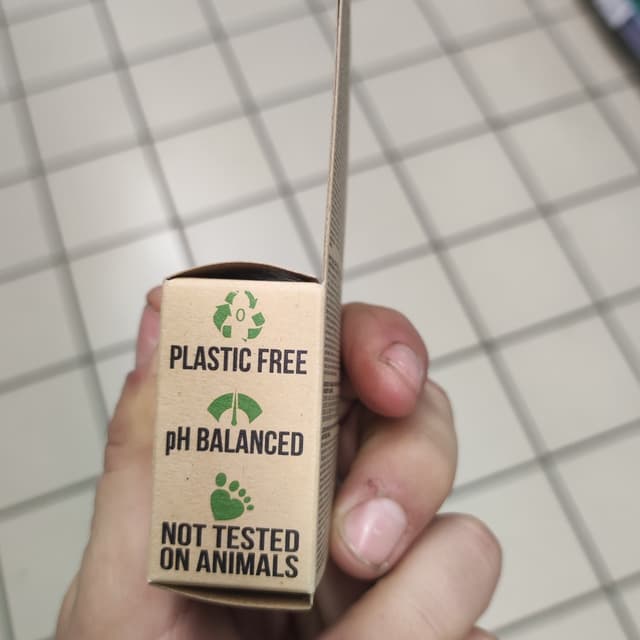 0
PLASTIC FREE
pH BALANCED
NOT TESTED
ON ANIMALS